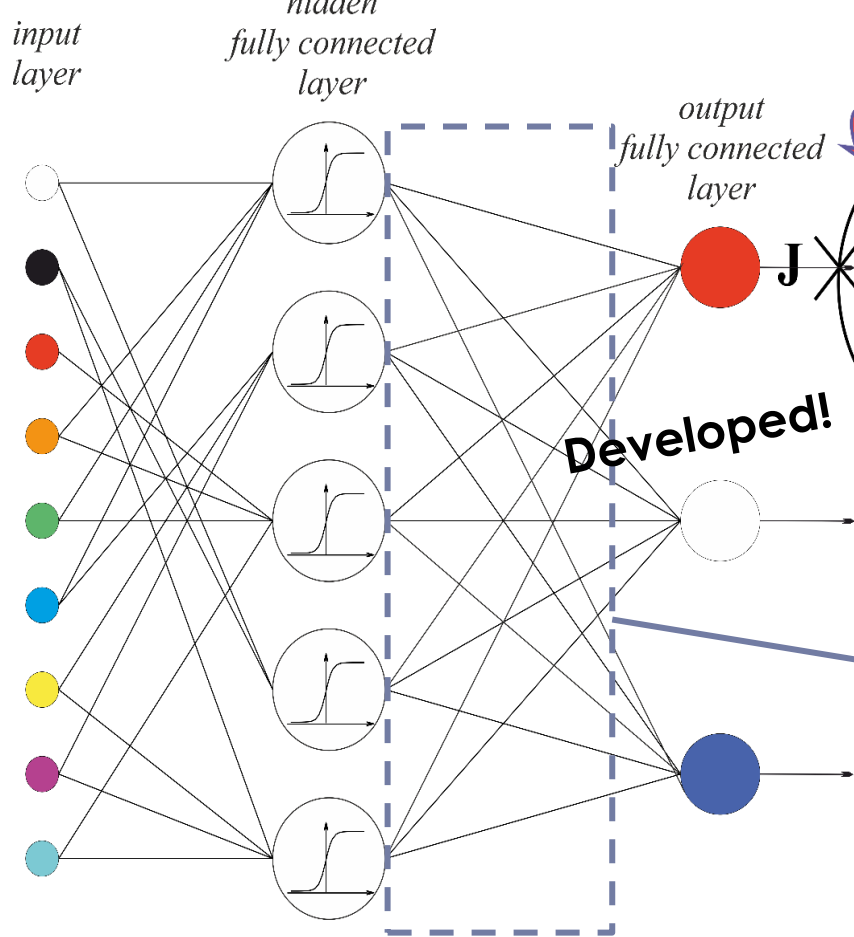 input
layer
hidden
fully connected
layer
output
fully connected
layer
J
Developed!